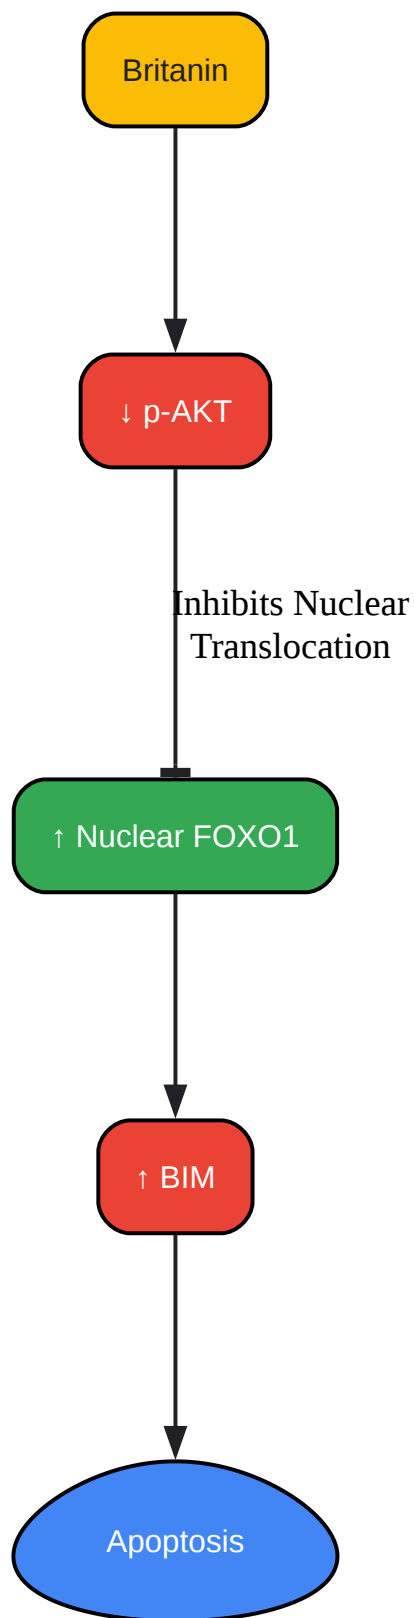 Britanin
↓ p-AKT
Inhibits Nuclear
Translocation
↑ Nuclear FOXO1
↑ BIM
Apoptosis